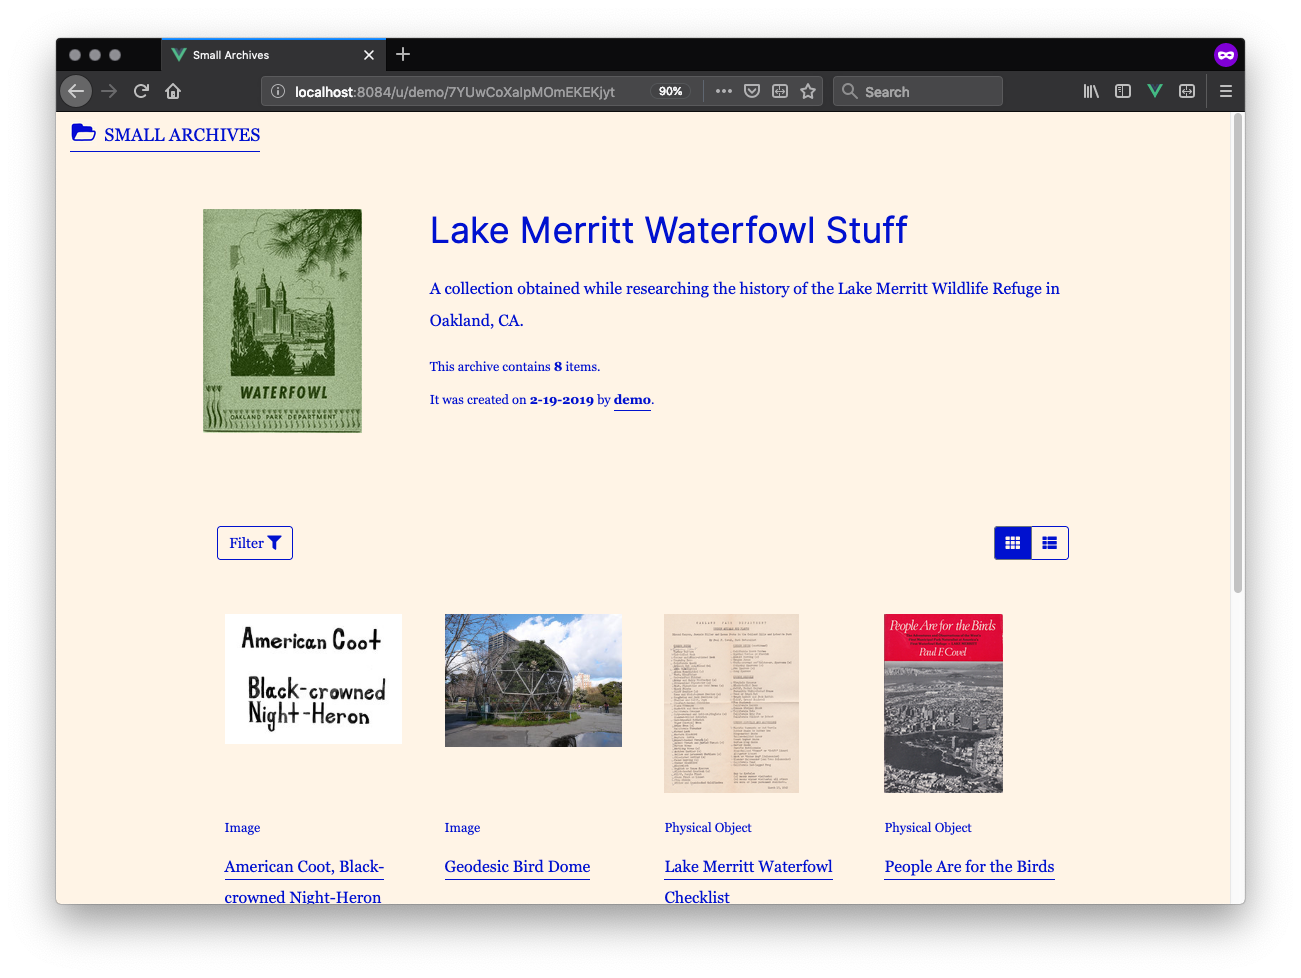 Small Archives
localhost:8084/u/demo/7YUwCoXaIpMOmEKEKjyt
90%
Search
SMALL ARCHIVES
WATERFOWL
OAKLAND PARK DEPARTMENT
Lake Merritt Waterfowl Stuff
A collection obtained while researching the history of the Lake Merritt Wildlife Refuge in
Oakland, CA.
This archive contains 8 items.
It was created on 2-19-2019 by demo.
Filter
American Coot
Black-crowned
Night-Heron
People Are for the Birds
Paul F. Covel
Image
Image
Physical Object
Physical Object
American Coot, Black-
crowned Night-Heron
Geodesic Bird Dome
Lake Merritt Waterfowl
Checklist
People Are for the Birds